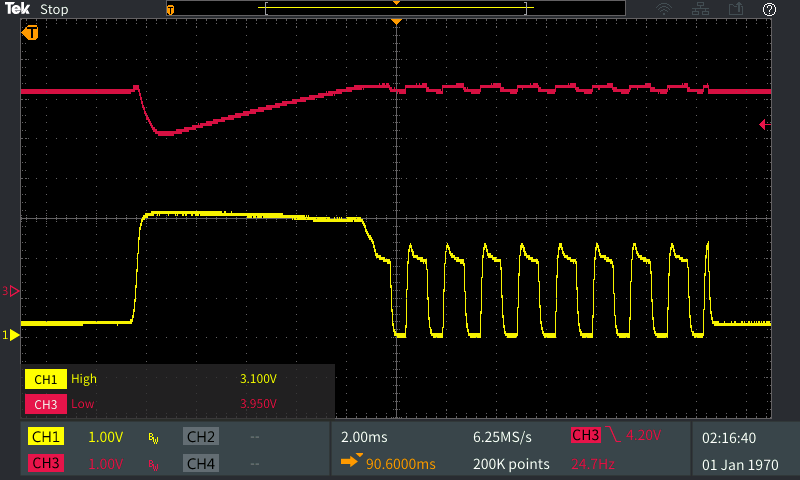 Tek Stop
T
T
3
1
CH1 High 3.100V
CH3 Low 3.950V
CH1 1.00V BW CH2 -- 2.00ms 6.25MS/s CH3 4.20V 02:16:40
CH3 1.00V BW CH4 -- 90.6000ms 200K points 24.7Hz 01 Jan 1970